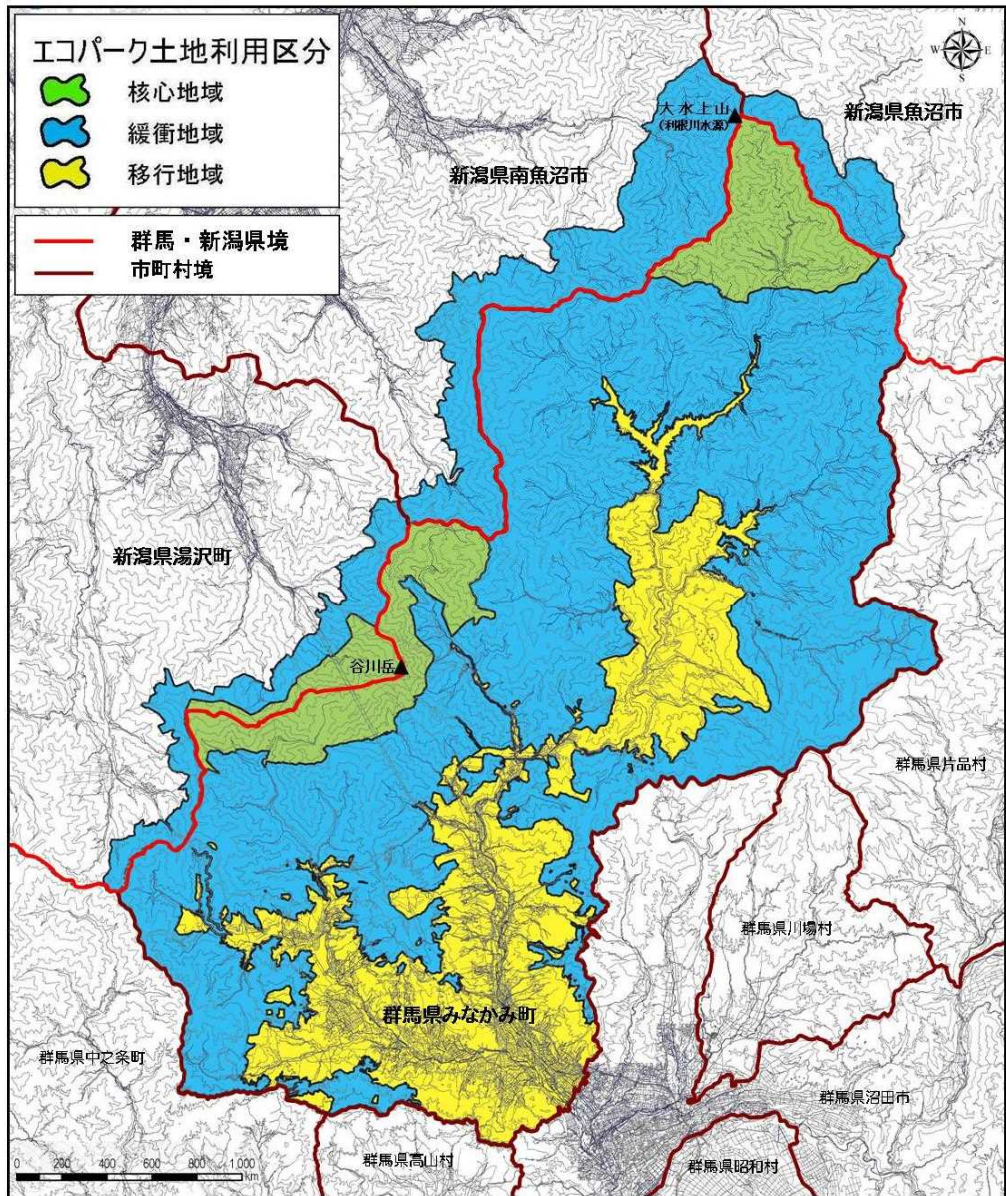 エコパーク土地利用区分
核心地域
緩衝地域
移行地域
群馬・新潟県境
市町村境
N
W
E
S
大水上山
(利根川水源)
新潟県魚沼市
新潟県南魚沼市
新潟県湯沢町
谷川岳
群馬県片品村
群馬県川場村
群馬県みなかみ町
群馬県中之条町
群馬県沼田市
群馬県高山村
群馬県昭和村
0 200 400 600 800 1,000
km